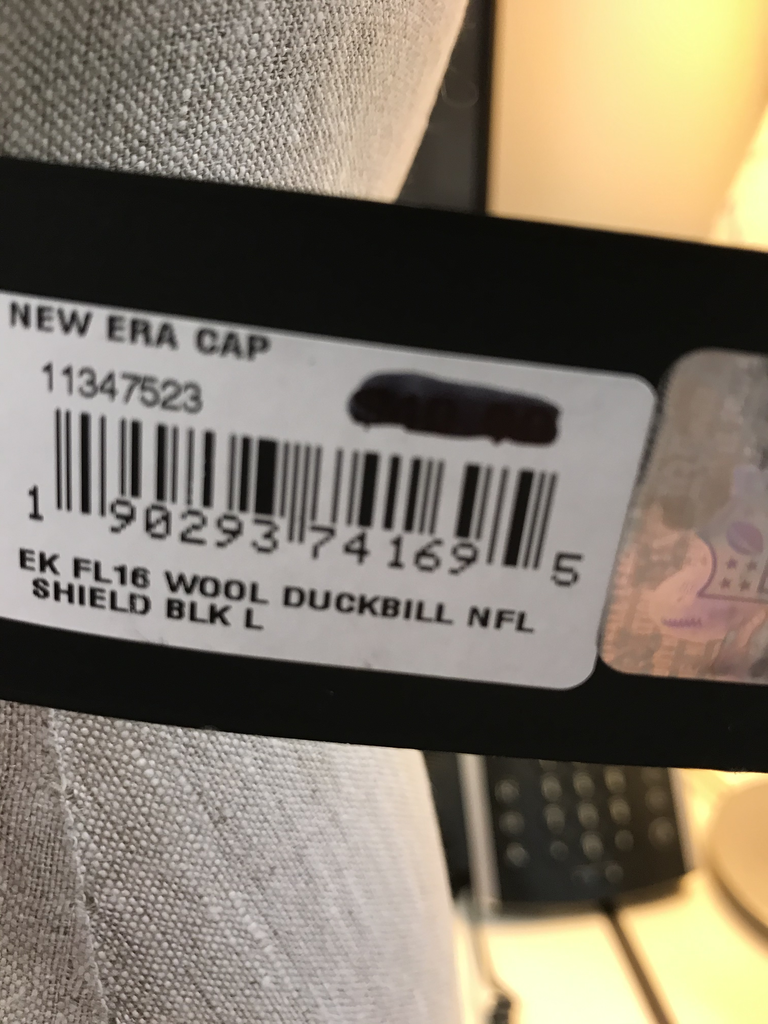 NEW ERA CAP
11347523
1 90293 74169 5
EK FL16 WOOL DUCKBILL NFL
SHIELD BLK L